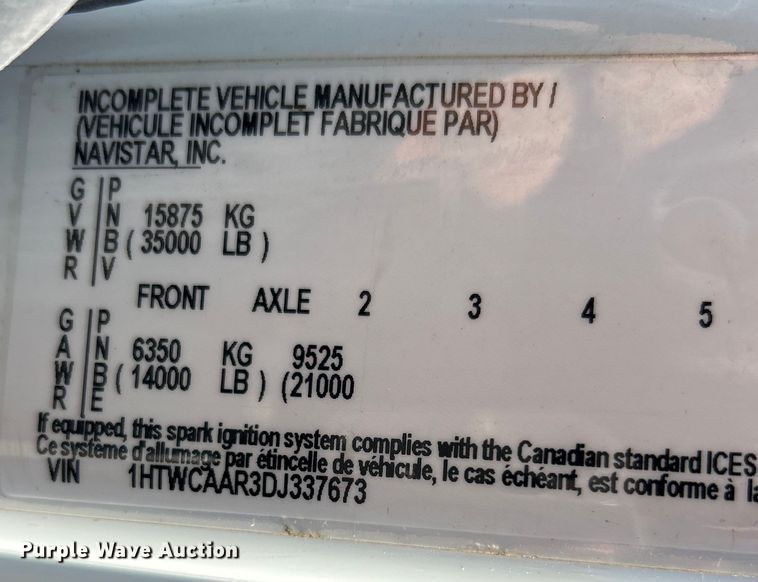 INCOMPLETE VEHICLE MANUFACTURED BY /
(VEHICULE INCOMPLET FABRIQUE PAR)
NAVISTAR, INC.
G P
V N 15875 KG
W B ( 35000 LB )
R V
FRONT AXLE 2 3 4 5
G P
A N 6350 KG 9525
W B ( 14000 LB ) (21000
R E
If equipped, this spark ignition system complies with the Canadian standard ICES
Ce système d'allumage par étincelle de véhicule, le cas échéant, est conforme à la
VIN 1HTWCAAR3DJ337673
Purple Wave Auction